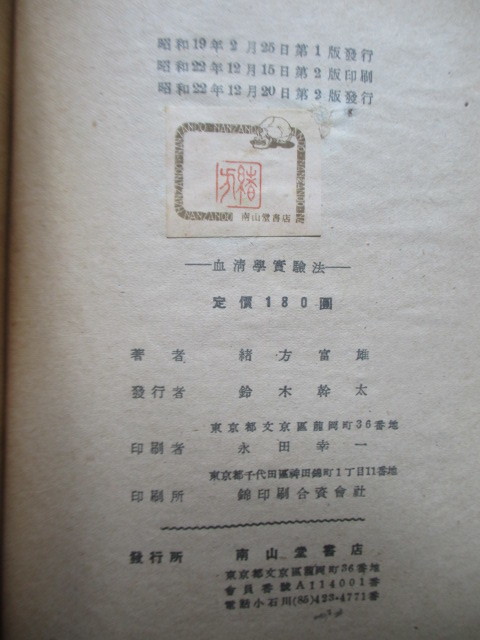 昭和19年2月25日第1版發行
昭和22年12月15日第2版印刷
昭和22年12月20日第2版發行
NANZANDO NANZANDO
緒方
NANZANDOO 南山堂書店
──血清學實驗法──
定價180圓
著者 緒方富雄
發行者 鈴木幹太
東京都文京區龍岡町36番地
印刷者 永田幸一
東京都千代田區神田錦町1丁目11番地
印刷所 錦印刷合資會社
發行所 南山堂書店
東京都文京區龍岡町36番地
會員番號A114001番
電話小石川(85)423-4771番